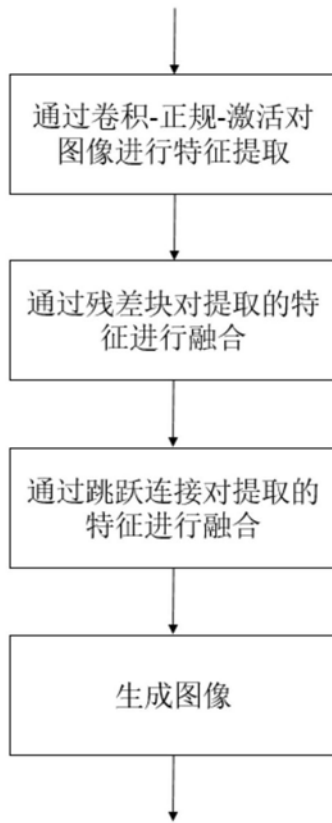 通过卷积-正规-激活对
图像进行特征提取
通过残差块对提取的特
征进行融合
通过跳跃连接对提取的
特征进行融合
生成图像